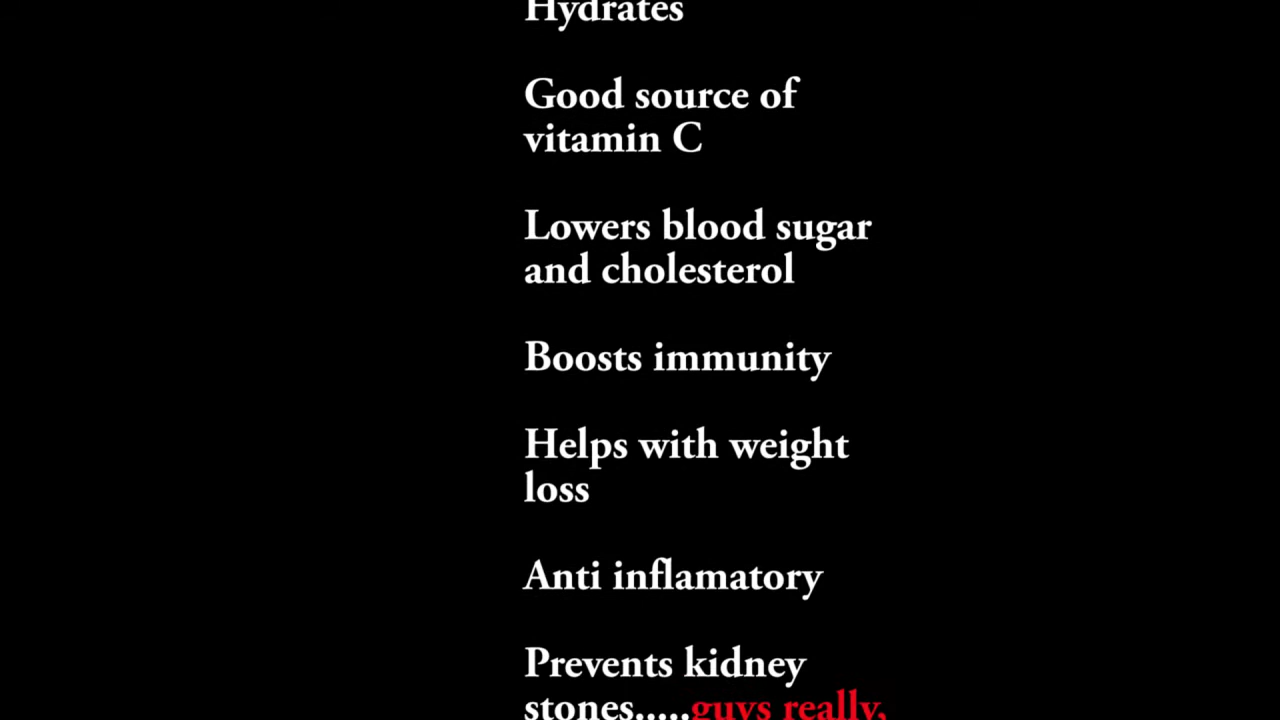 Hydrates
Good source of
vitamin C
Lowers blood sugar
and cholesterol
Boosts immunity
Helps with weight
loss
Anti inflamatory
Prevents kidney
stones.....guys really,